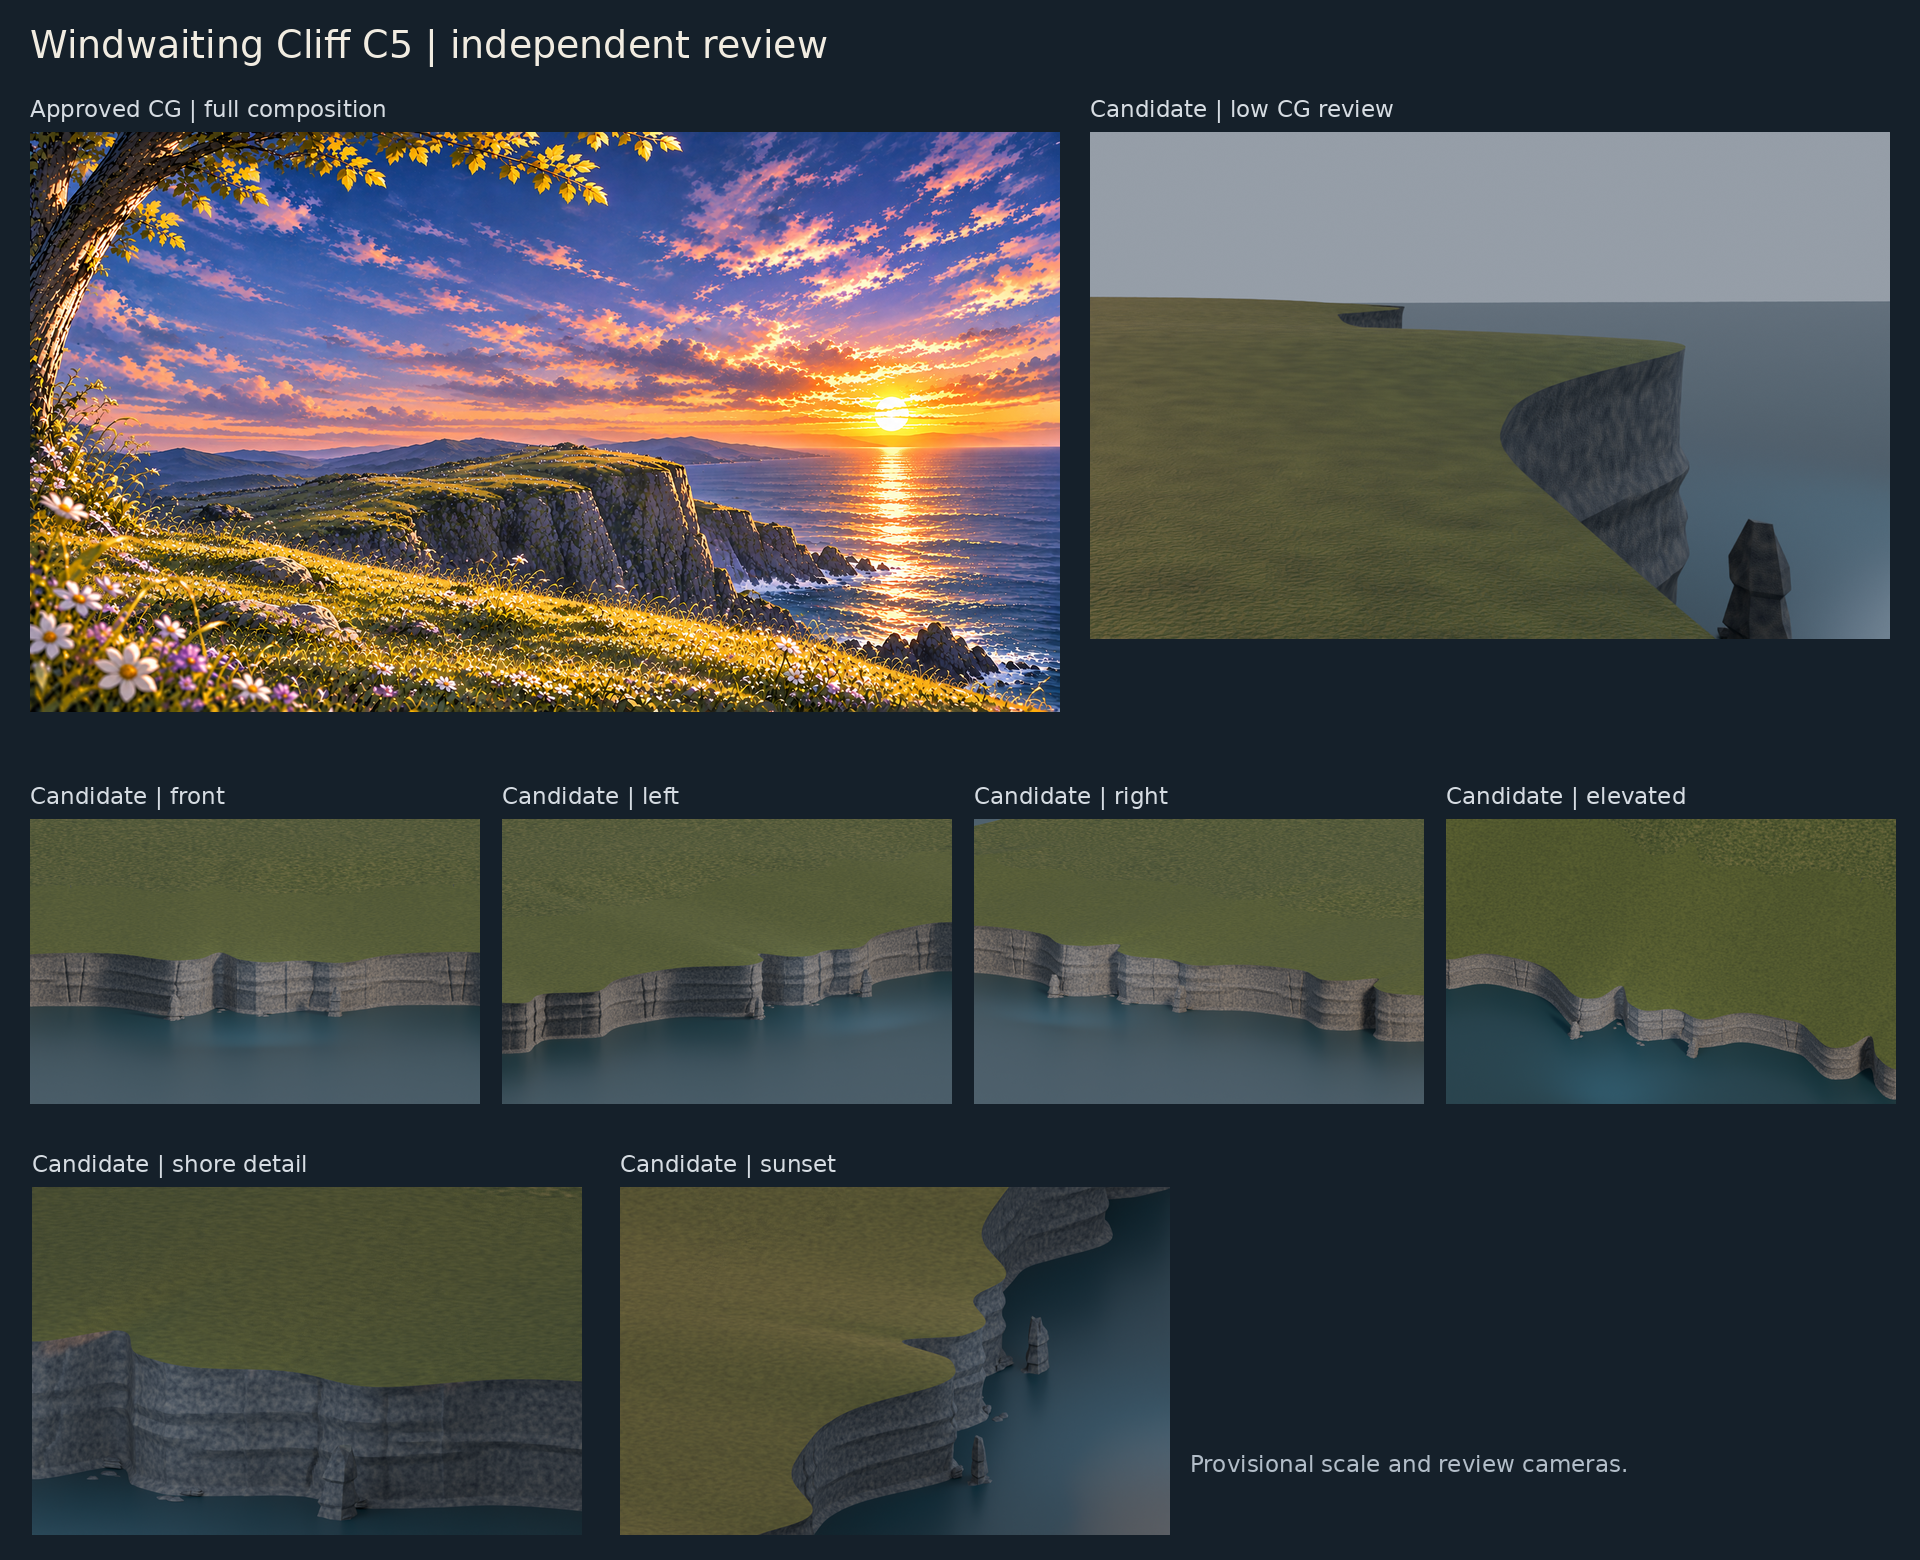 Windwaiting Cliff C5 | independent review
Approved CG | full composition
Candidate | low CG review
Candidate | front
Candidate | left
Candidate | right
Candidate | elevated
Candidate | shore detail
Candidate | sunset
Provisional scale and review cameras.